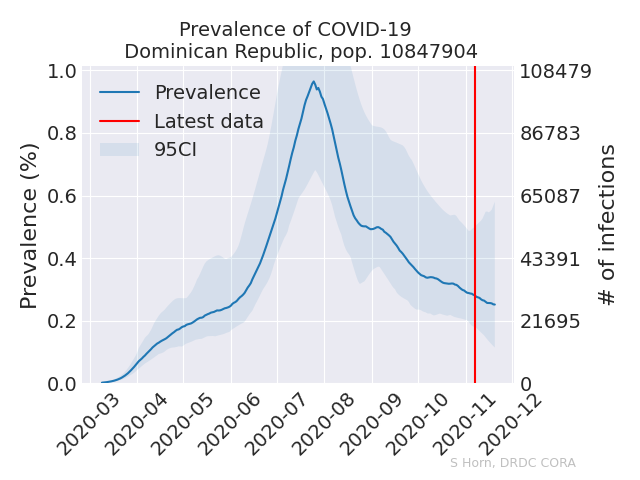 Prevalence of COVID-19
Dominican Republic, pop. 10847904
Prevalence (%)
1.0
0.8
0.6
0.4
0.2
0.0
Prevalence
Latest data
95CI
108479
86783
65087
43391
21695
0
# of infections
2020-03
2020-04
2020-05
2020-06
2020-07
2020-08
2020-09
2020-10
2020-11
2020-12
S Horn, DRDC CORA